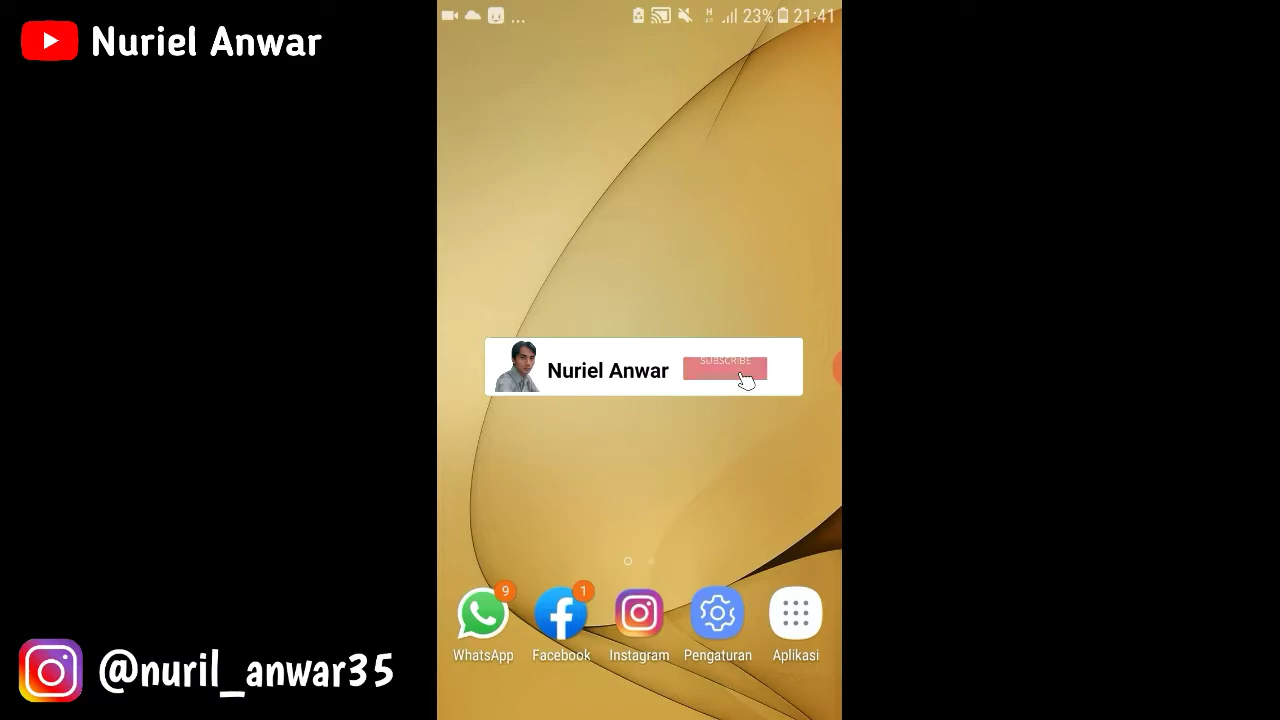 Nuriel Anwar
... 23% 21:41
Nuriel Anwar
SUBSCRIBE
9
1
WhatsApp
Facebook
Instagram
Pengaturan
Aplikasi
@nuril_anwar35